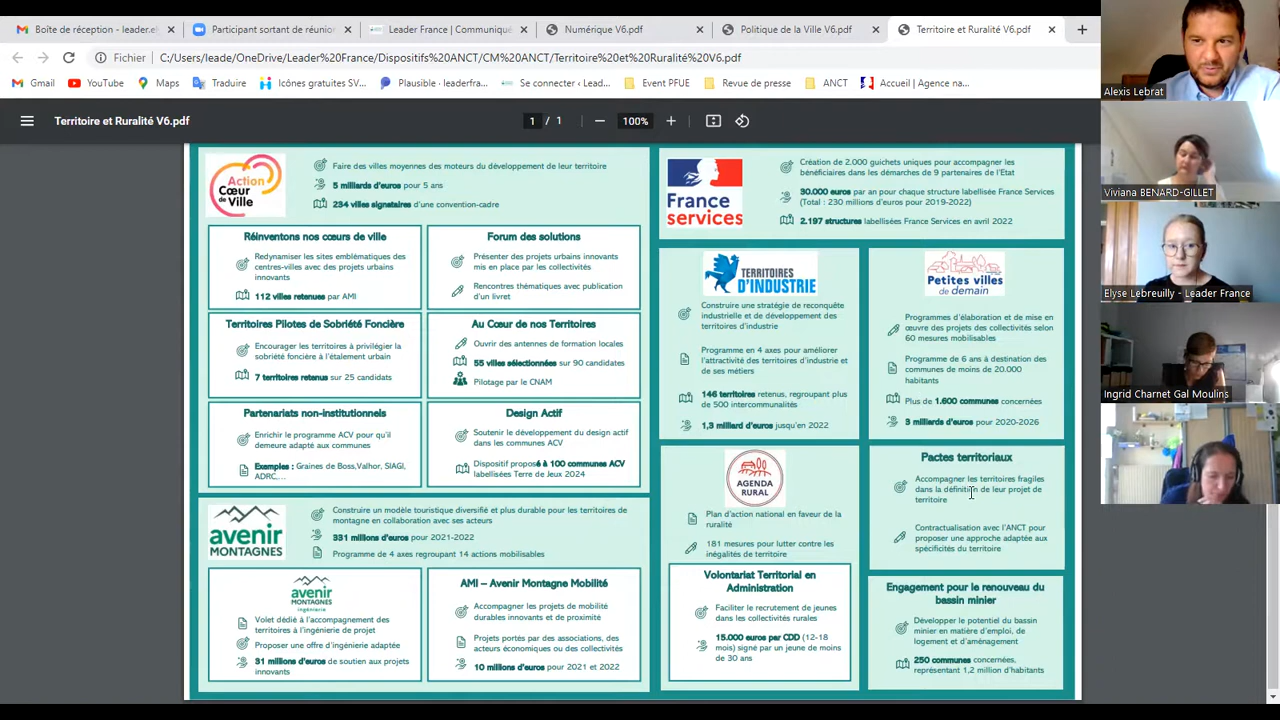 Boîte de réception - leader.e
Participant sortant de réunio
Leader France | Communiqué
Numérique V6.pdf
Politique de la Ville V6.pdf
Territoire et Ruralité V6.pdf
Fichier
C:/Users/leade/OneDrive/Leader%20France/Dispositifs%20ANCT/CM%20ANCT/Territoire%20et%20Ruralité%20V6.pdf
Gmail
YouTube
Maps
Traduire
Icônes gratuites SV...
Plausible · leaderfra...
Se connecter ‹ Lead...
Event PFUE
Revue de presse
ANCT
Accueil | Agence na...
Territoire et Ruralité V6.pdf
1 / 1
100%
Action
Cœur
de Ville
Faire des villes moyennes des moteurs du développement de leur territoire
5 milliards d'euros pour 5 ans
234 villes signataires d'une convention-cadre
Réinventons nos cœurs de ville
Redynamiser les sites emblématiques des
centres-villes avec des projets urbains
innovants
112 villes retenues par AMI
Forum des solutions
Présenter des projets urbains innovants
mis en place par les collectivités
Rencontres thématiques avec publication
d'un livret
Territoires Pilotes de Sobriété Foncière
Encourager les territoires à privilégier la
sobriété foncière à l'étalement urbain
7 territoires retenus sur 25 candidats
Au Cœur de nos Territoires
Ouvrir des antennes de formation locales
55 villes sélectionnées sur 90 candidates
Pilotage par le CNAM
Partenariats non-institutionnels
Enrichir le programme ACV pour qu'il
demeure adapté aux communes
Exemples : Graines de Boss,Valhor, SIAGI,
ADRC,...
Design Actif
Soutenir le développement du design actif
dans les communes ACV
Dispositif propos6 à 100 communes ACV
labellisées Terre de Jeux 2024
avenir
MONTAGNES
Construire un modèle touristique diversifié et plus durable pour les territoires de
montagne en collaboration avec ses acteurs
331 millions d'euros pour 2021-2022
Programme de 4 axes regroupant 14 actions mobilisables
avenir
MONTAGNES
ingénierie
Volet dédié à l'accompagnement des
territoires à l'ingénierie de projet
Proposer une offre d'ingénierie adaptée
31 millions d'euros de soutien aux projets
innovants
AMI – Avenir Montagne Mobilité
Accompagner les projets de mobilité
durables innovants et de proximité
Projets portés par des associations, des
acteurs économiques ou des collectivités
10 millions d'euros pour 2021 et 2022
France
services
Création de 2.000 guichets uniques pour accompagner les
bénéficiaires dans les démarches de 9 partenaires de l'Etat
30.000 euros par an pour chaque structure labellisée France Services
(Total : 230 millions d'euros pour 2019-2022)
2.197 structures labellisées France Services en avril 2022
TERRITOIRES
D'INDUSTRIE
Construire une stratégie de reconquête
industrielle et de développement des
territoires d'industrie
Programme en 4 axes pour améliorer
l'attractivité des territoires d'industrie et
de ses métiers
146 territoires retenus, regroupant plus
de 500 intercommunalités
1,3 milliard d'euros jusqu'en 2022
Petites villes
de demain
Programmes d'élaboration et de mise en
œuvre des projets des collectivités selon
60 mesures mobilisables
Programme de 6 ans à destination des
communes de moins de 20.000
habitants
Plus de 1.600 communes concernées
3 milliards d'euros pour 2020-2026
AGENDA
RURAL
Plan d'action national en faveur de la
ruralité
181 mesures pour lutter contre les
inégalités de territoire
Volontariat Territorial en
Administration
Faciliter le recrutement de jeunes
dans les collectivités rurales
15.000 euros par CDD (12-18
mois) signé par un jeune de moins
de 30 ans
Pactes territoriaux
Accompagner les territoires fragiles
dans la définition de leur projet de
territoire
Contractualisation avec l'ANCT pour
proposer une approche adaptée aux
spécificités du territoire
Engagement pour le renouveau du
bassin minier
Développer le potentiel du bassin
minier en matière d'emploi, de
logement et d'aménagement
250 communes concernées,
représentant 1,2 million d'habitants
Alexis Lebrat
Viviana BENARD-GILLET
Elyse Lebreuilly - Leader France
Ingrid Charnet Gal Moulins